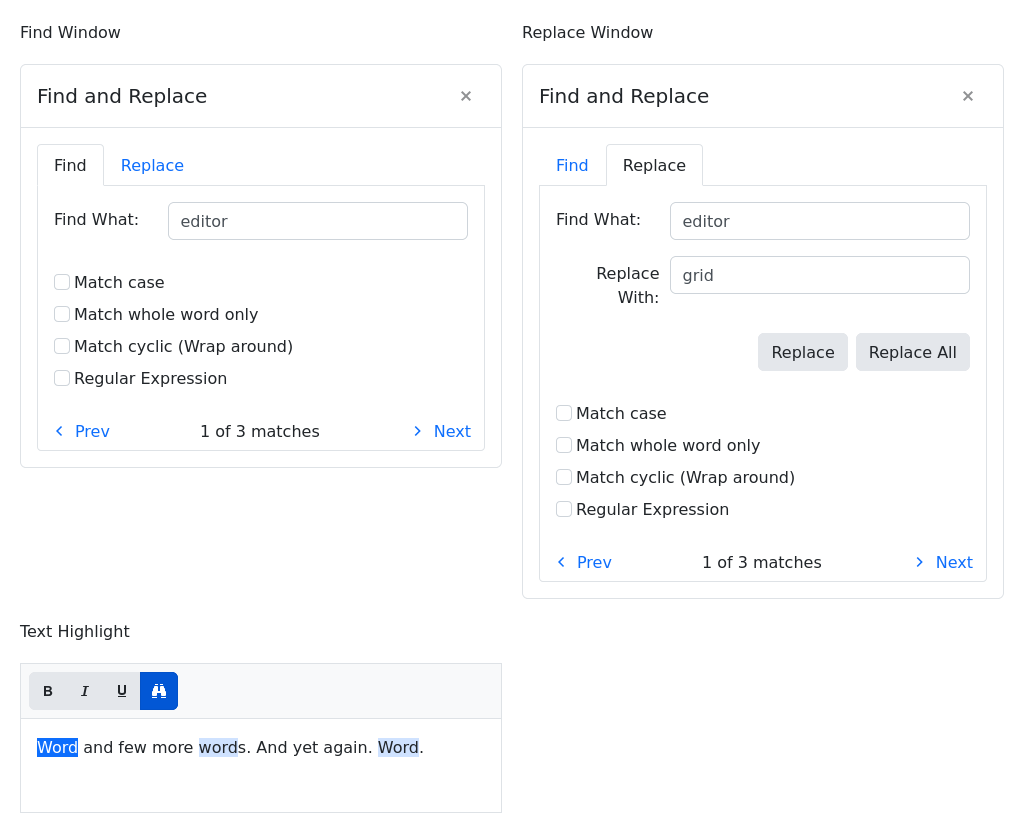 Find Window
Find and Replace ×
Find Replace
Find What: editor
Match case
Match whole word only
Match cyclic (Wrap around)
Regular Expression
Prev 1 of 3 matches Next
Replace Window
Find and Replace ×
Find Replace
Find What: editor
Replace With: grid
Replace Replace All
Match case
Match whole word only
Match cyclic (Wrap around)
Regular Expression
Prev 1 of 3 matches Next
Text Highlight
B I U
Word and few more words. And yet again. Word.